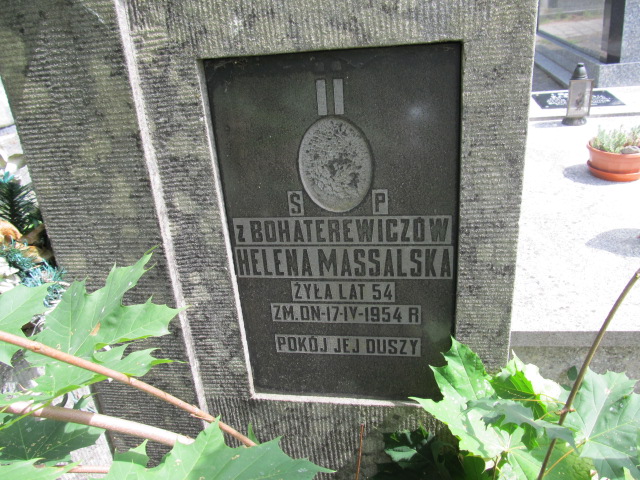 S P
z BOHATEREWICZÓW
HELENA MASSALSKA
ŻYŁA LAT 54
ZM. DN-17-IV-1954 R
POKÓJ JEJ DUSZY